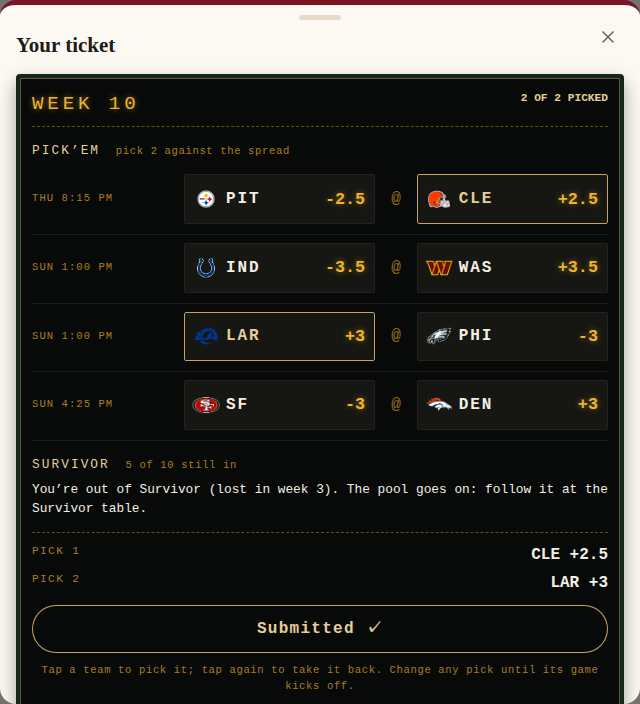 Your ticket
WEEK 10
2 OF 2 PICKED
PICK’EM pick 2 against the spread
THU 8:15 PM PIT -2.5 @ CLE +2.5
SUN 1:00 PM IND -3.5 @ WAS +3.5
SUN 1:00 PM LAR +3 @ PHI -3
SUN 4:25 PM SF -3 @ DEN +3
SURVIVOR 5 of 10 still in
You’re out of Survivor (lost in week 3). The pool goes on: follow it at the
Survivor table.
PICK 1 CLE +2.5
PICK 2 LAR +3
Submitted ✓
Tap a team to pick it; tap again to take it back. Change any pick until its game
kicks off.